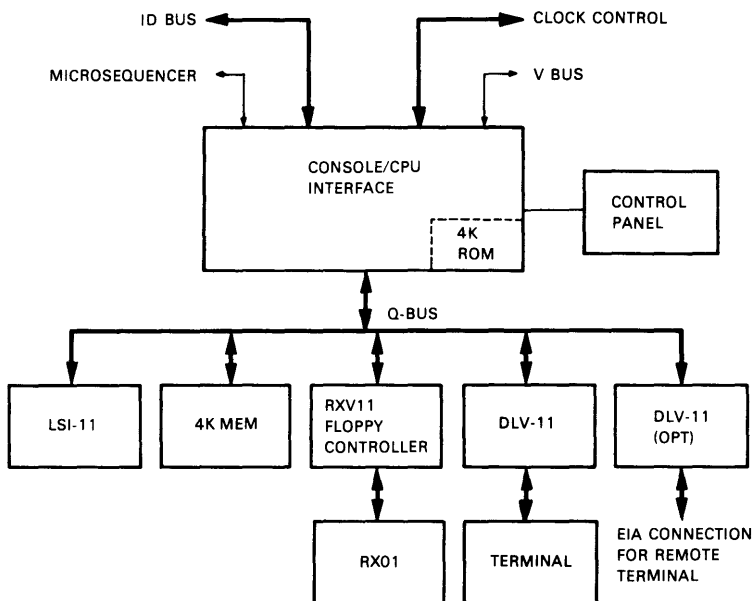 ID BUS
CLOCK CONTROL
MICROSEQUENCER
V BUS
CONSOLE/CPU
INTERFACE
4K
ROM
CONTROL
PANEL
Q-BUS
LSI-11
4K MEM
RXV11
FLOPPY
CONTROLLER
DLV-11
DLV-11
(OPT)
RX01
TERMINAL
EIA CONNECTION
FOR REMOTE
TERMINAL